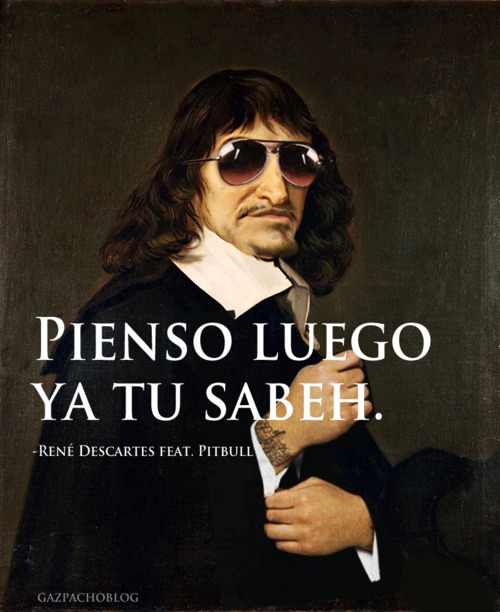 Pienso luego
ya tu sabeh.
-René Descartes feat. Pitbull
GAZPACHOBLOG